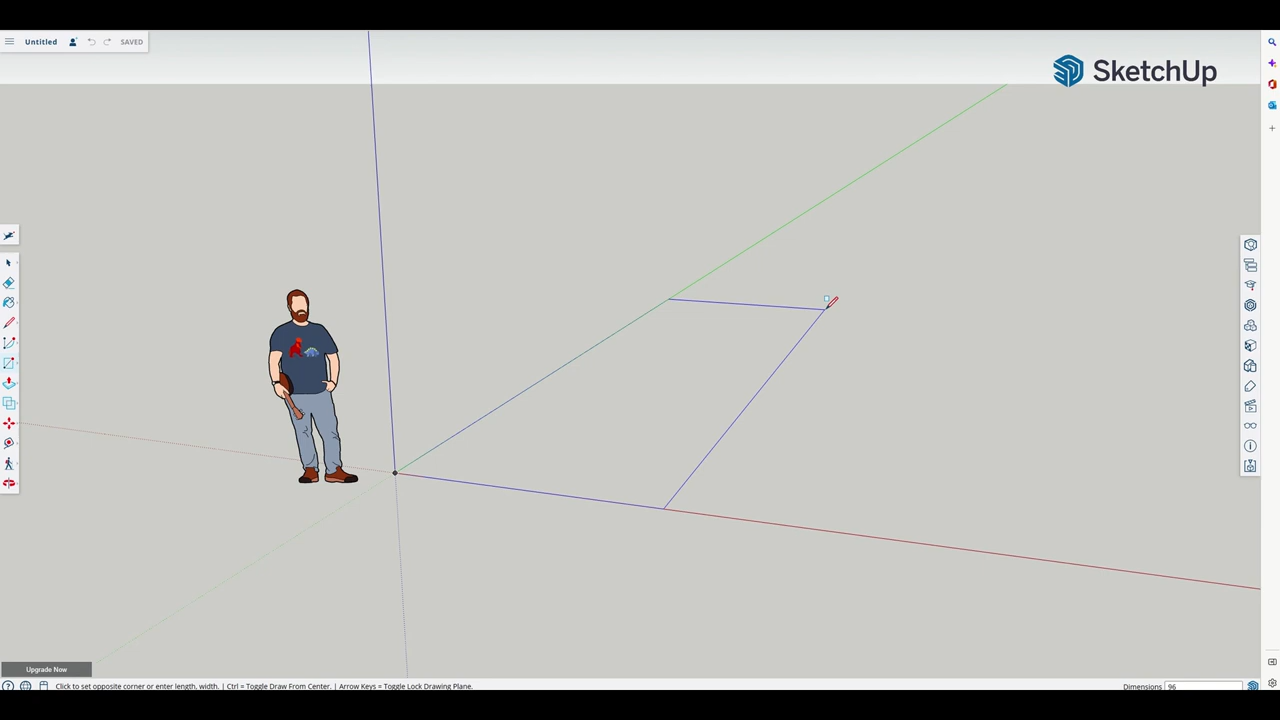 Untitled
SAVED
SketchUp
Upgrade Now
Click to set opposite corner or enter length, width. | Ctrl = Toggle Draw From Center. | Arrow Keys = Toggle Lock Drawing Plane.
Dimensions 96